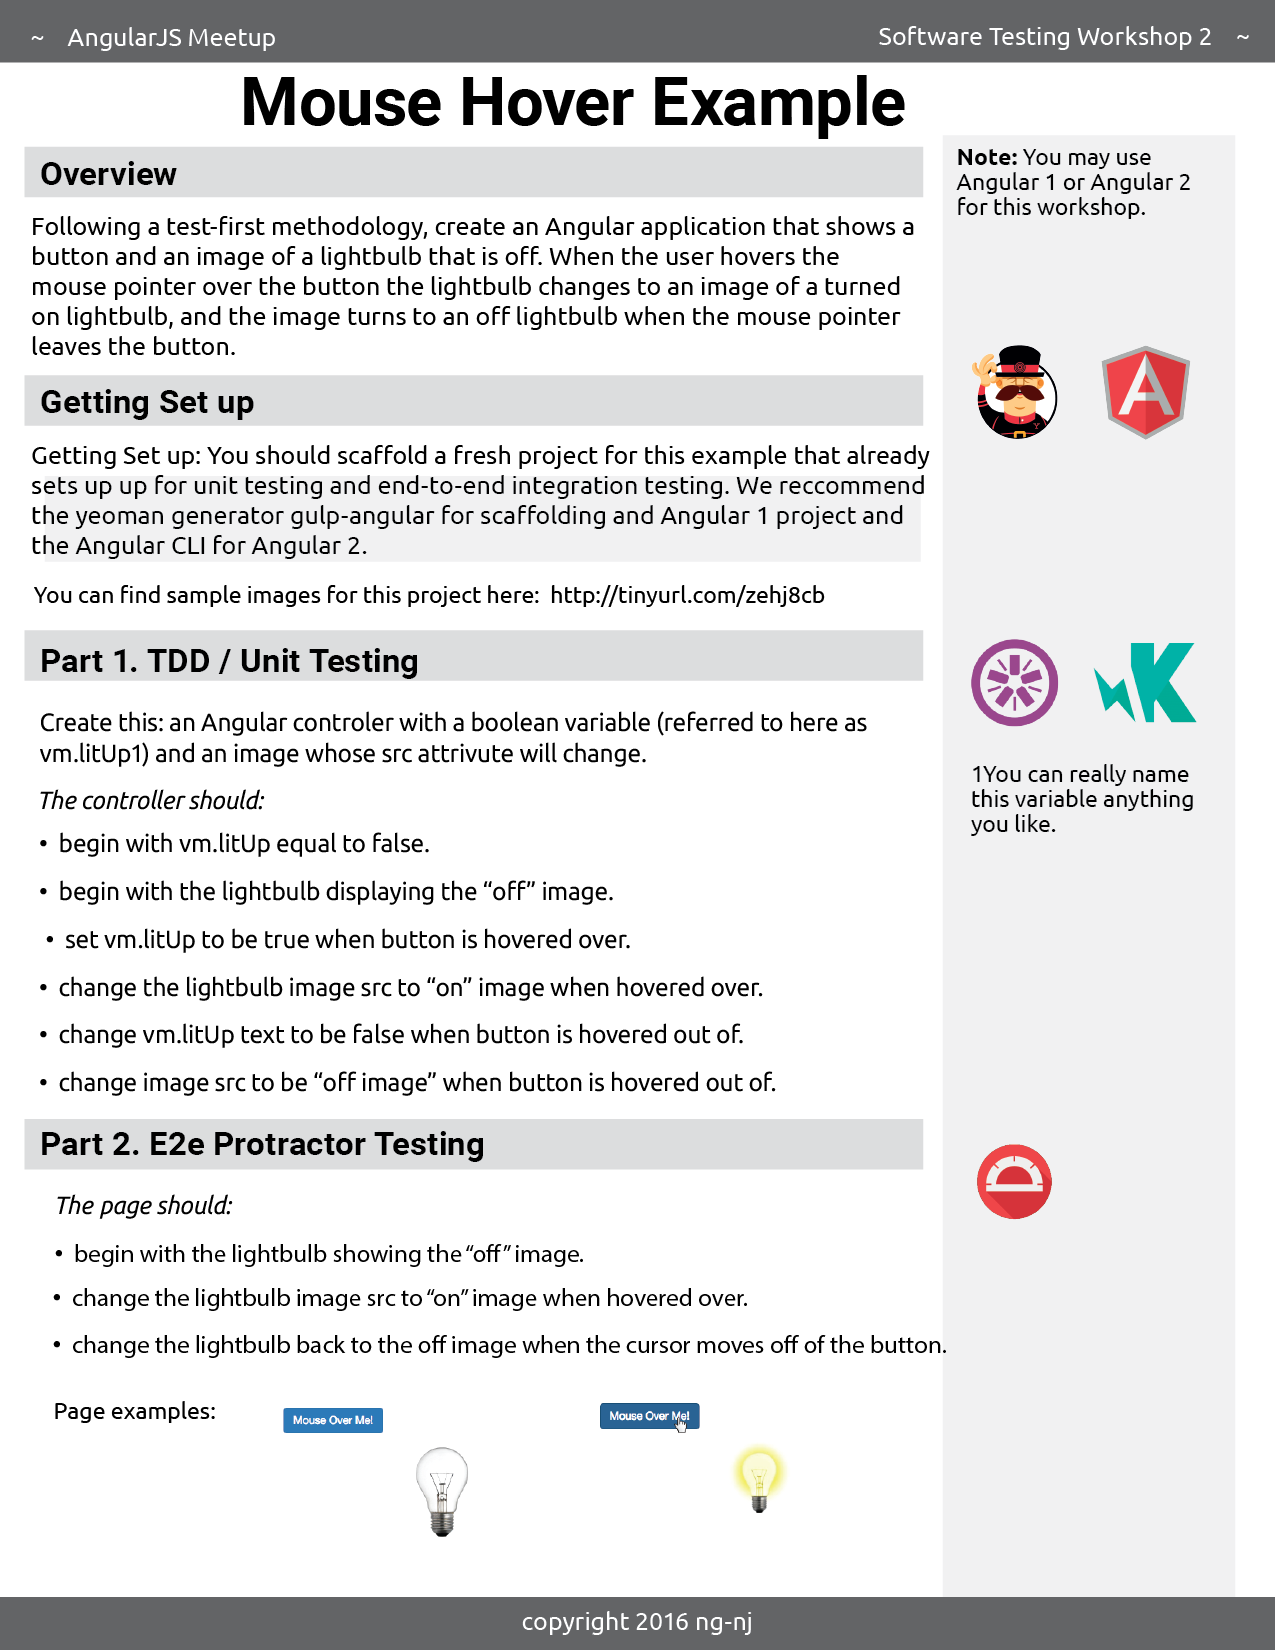 ~ AngularJS Meetup
Software Testing Workshop 2 ~
Mouse Hover Example
Overview
Following a test-first methodology, create an Angular application that shows a
button and an image of a lightbulb that is off. When the user hovers the
mouse pointer over the button the lightbulb changes to an image of a turned
on lightbulb, and the image turns to an off lightbulb when the mouse pointer
leaves the button.
Note: You may use
Angular 1 or Angular 2
for this workshop.
Getting Set up
Getting Set up: You should scaffold a fresh project for this example that already
sets up up for unit testing and end-to-end integration testing. We reccommend
the yeoman generator gulp-angular for scaffolding and Angular 1 project and
the Angular CLI for Angular 2.
You can find sample images for this project here: http://tinyurl.com/zehj8cb
Part 1. TDD / Unit Testing
Create this: an Angular controler with a boolean variable (referred to here as
vm.litUp1) and an image whose src attrivute will change.
The controller should:
• begin with vm.litUp equal to false.
• begin with the lightbulb displaying the “off” image.
• set vm.litUp to be true when button is hovered over.
• change the lightbulb image src to “on” image when hovered over.
• change vm.litUp text to be false when button is hovered out of.
• change image src to be “off image” when button is hovered out of.
K
1You can really name
this variable anything
you like.
Part 2. E2e Protractor Testing
The page should:
• begin with the lightbulb showing the “off” image.
• change the lightbulb image src to “on” image when hovered over.
• change the lightbulb back to the off image when the cursor moves off of the button.
Page examples:
Mouse Over Me!
Mouse Over Me!
copyright 2016 ng-nj